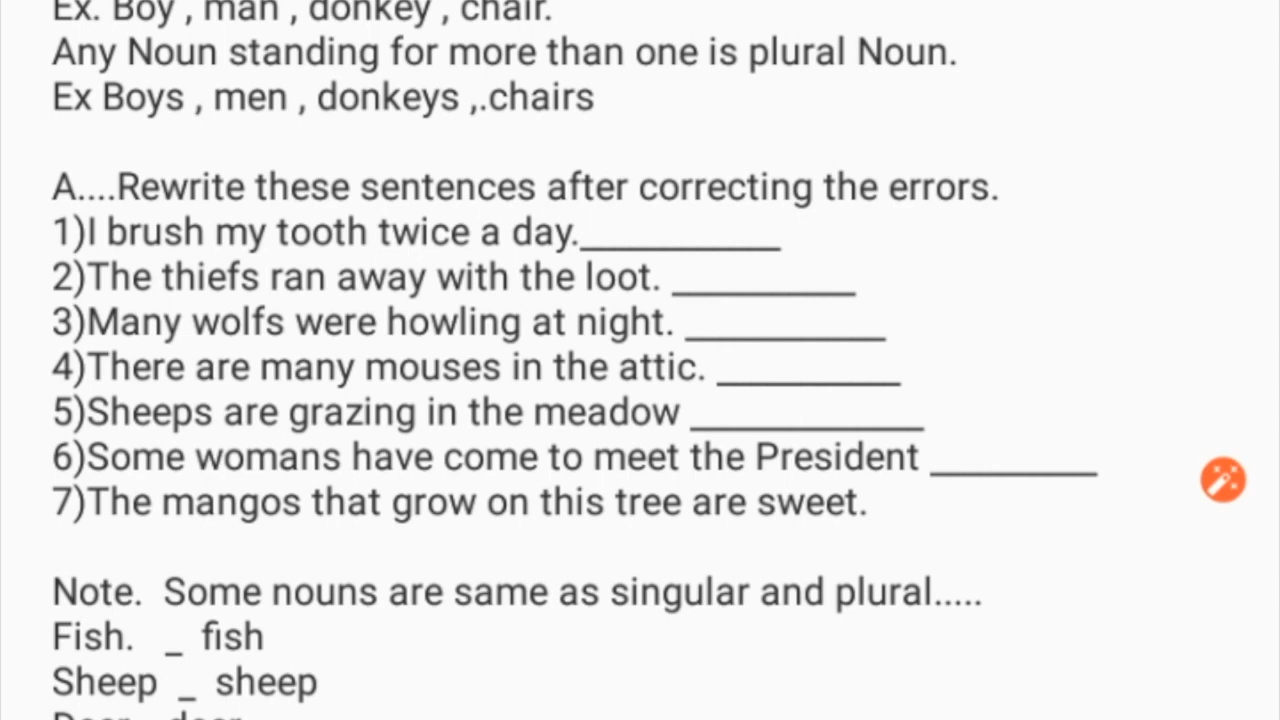 Ex. Boy , man , donkey , chair.
Any Noun standing for more than one is plural Noun.
Ex Boys , men , donkeys ,.chairs
A....Rewrite these sentences after correcting the errors.
1)I brush my tooth twice a day.__________
2)The thiefs ran away with the loot. _________
3)Many wolfs were howling at night. __________
4)There are many mouses in the attic. _________
5)Sheeps are grazing in the meadow ____________
6)Some womans have come to meet the President ________
7)The mangos that grow on this tree are sweet.
Note.  Some nouns are same as singular and plural.....
Fish.   _  fish
Sheep  _  sheep
Deer   deer